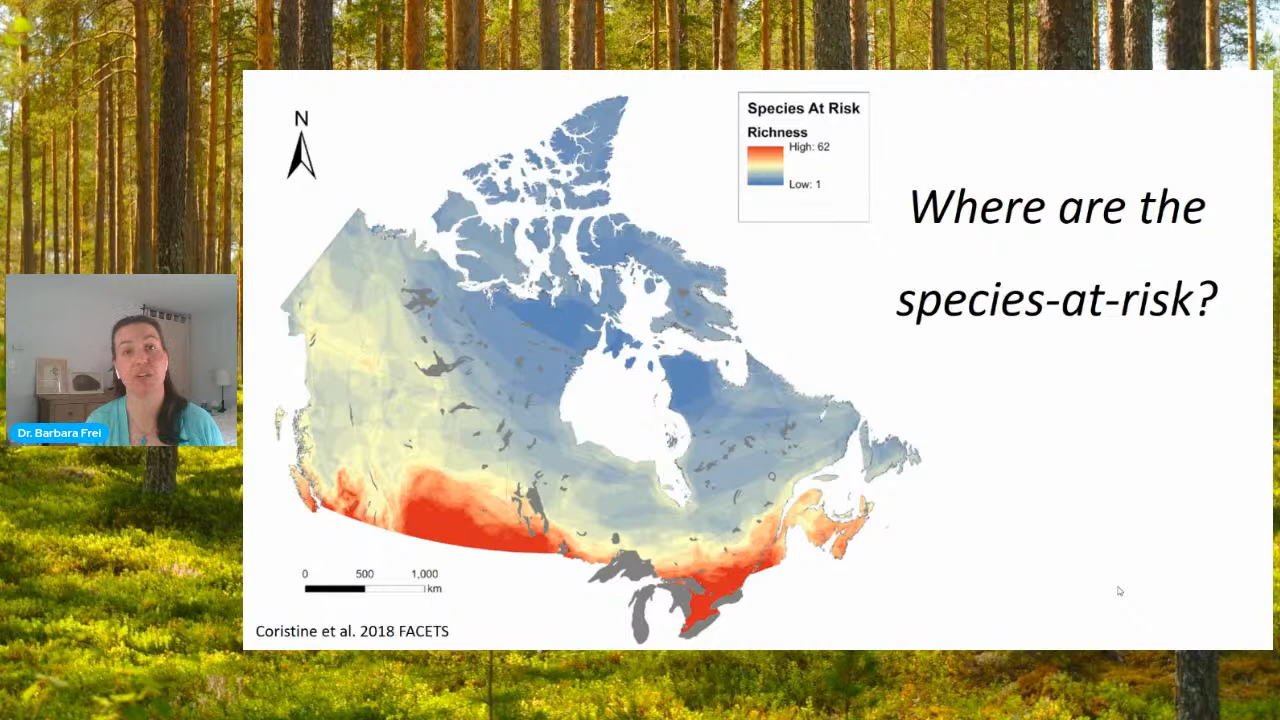 N
Species At Risk
Richness
High: 62
Low: 1
Where are the
species-at-risk?
Dr. Barbara Frei
0 500 1,000
km
Coristine et al. 2018 FACETS